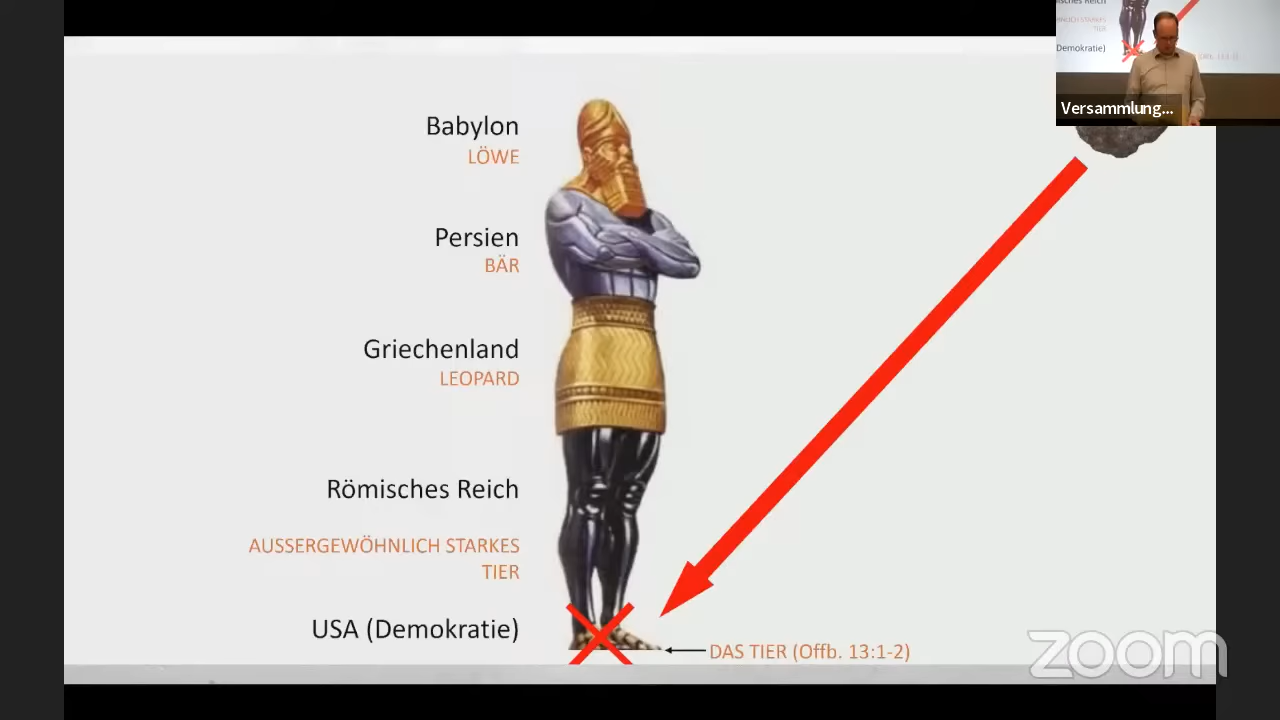 Babylon
LÖWE
Persien
BÄR
Griechenland
LEOPARD
Römisches Reich
AUSSERGEWÖHNLICH STARKES
TIER
USA (Demokratie)
DAS TIER (Offb. 13:1-2)
Versammlung...
Demokratie)
zoom